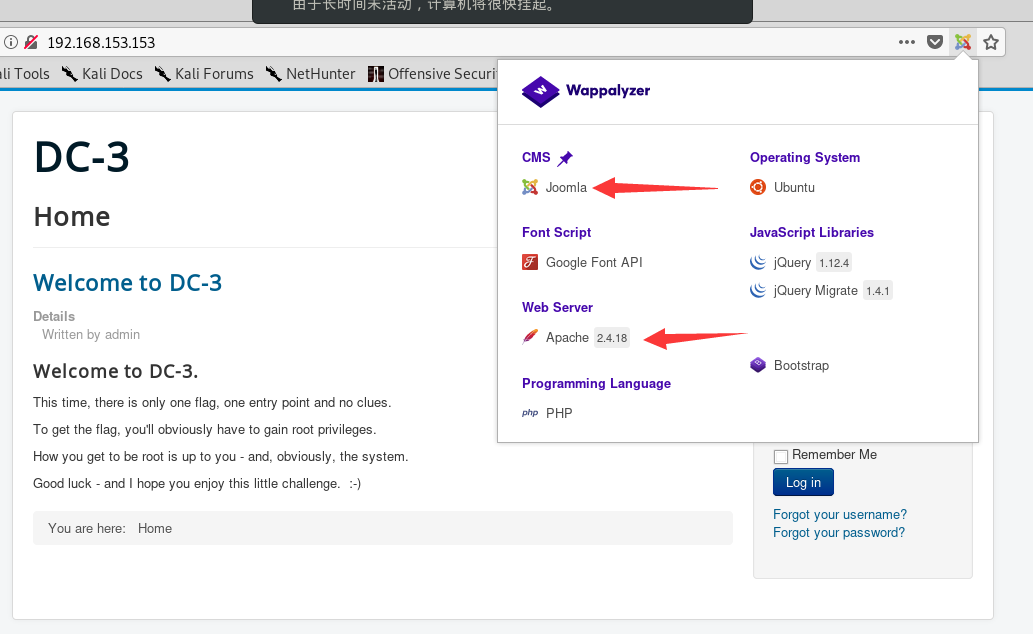 由于长时间未活动，计算机将很快挂起。
192.168.153.153
ali Tools Kali Docs Kali Forums NetHunter Offensive Securi
Wappalyzer
DC-3
Home
Welcome to DC-3
Details
Written by admin
Welcome to DC-3.
This time, there is only one flag, one entry point and no clues.
To get the flag, you'll obviously have to gain root privileges.
How you get to be root is up to you - and, obviously, the system.
Good luck - and I hope you enjoy this little challenge. :-)
You are here: Home
CMS
Joomla
Font Script
Google Font API
Web Server
Apache 2.4.18
Programming Language
php PHP
Operating System
Ubuntu
JavaScript Libraries
jQuery 1.12.4
jQuery Migrate 1.4.1
Bootstrap
Remember Me
Log in
Forgot your username?
Forgot your password?